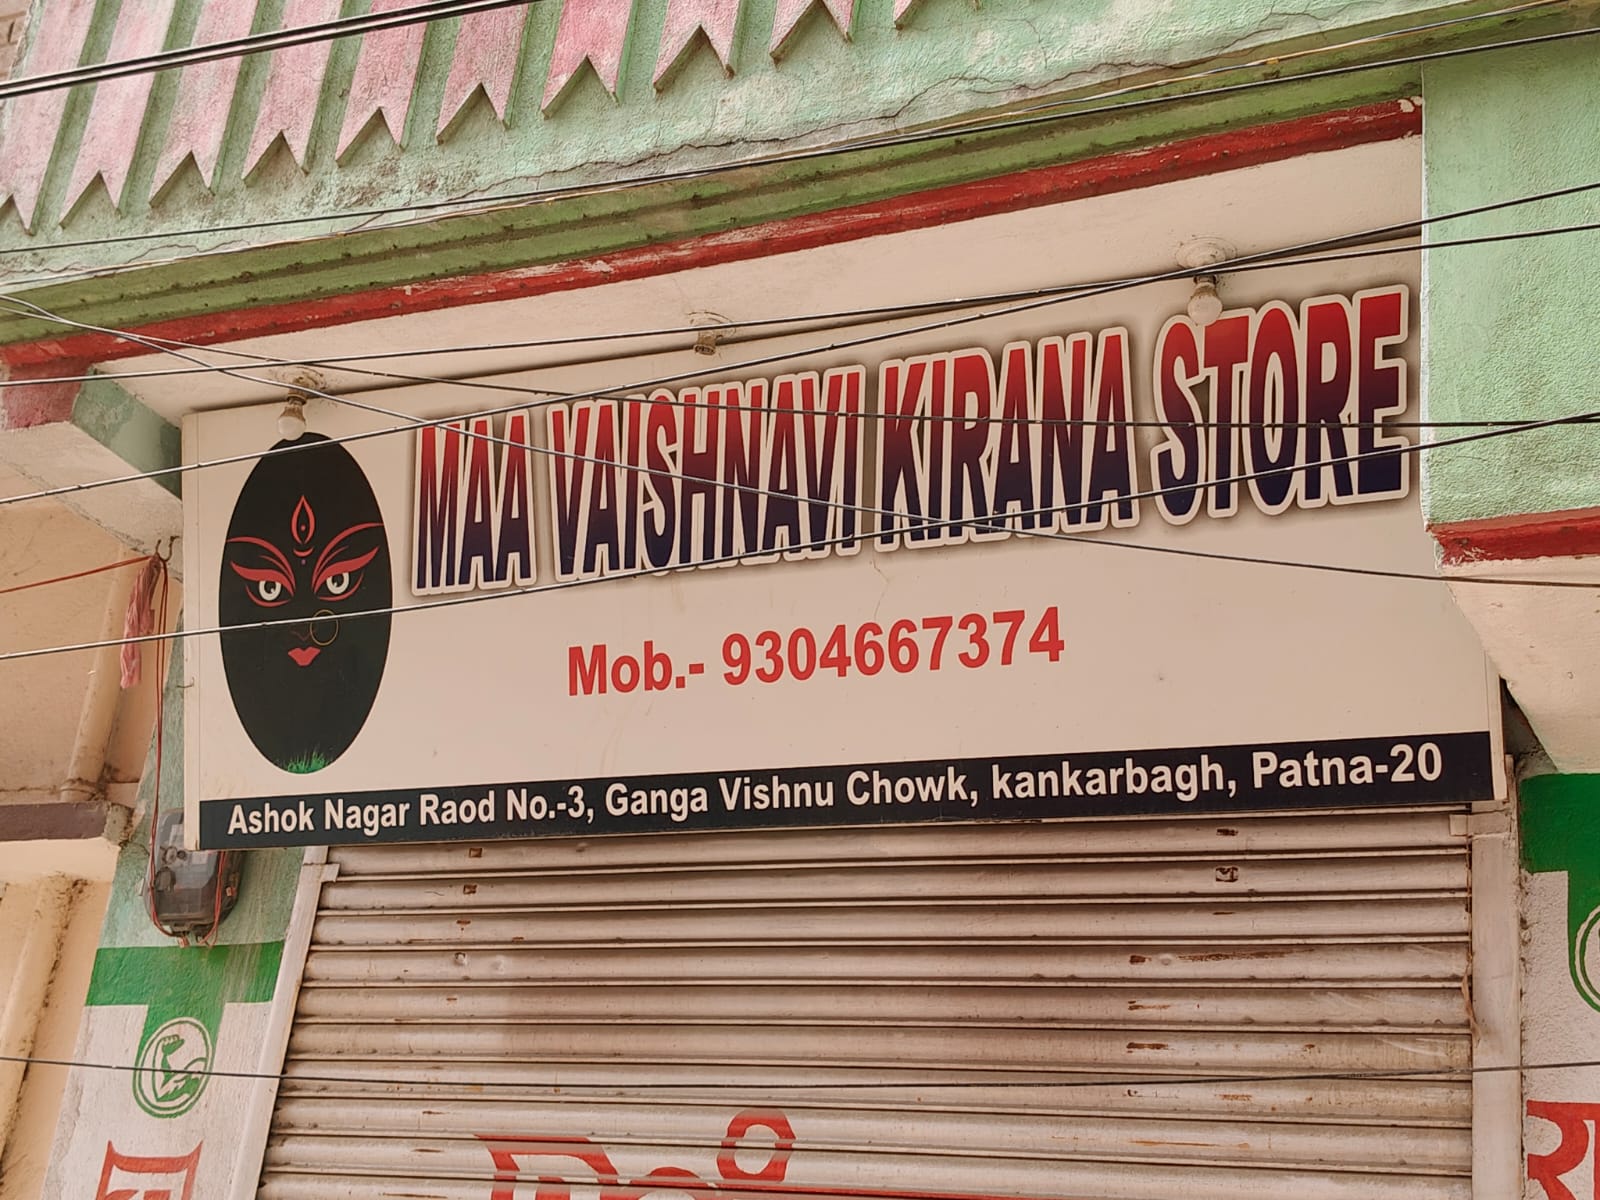 MAA VAISHNAVI KIRANA STORE
Mob.- 9304667374
Ashok Nagar Raod No.-3, Ganga Vishnu Chowk, kankarbagh, Patna-20